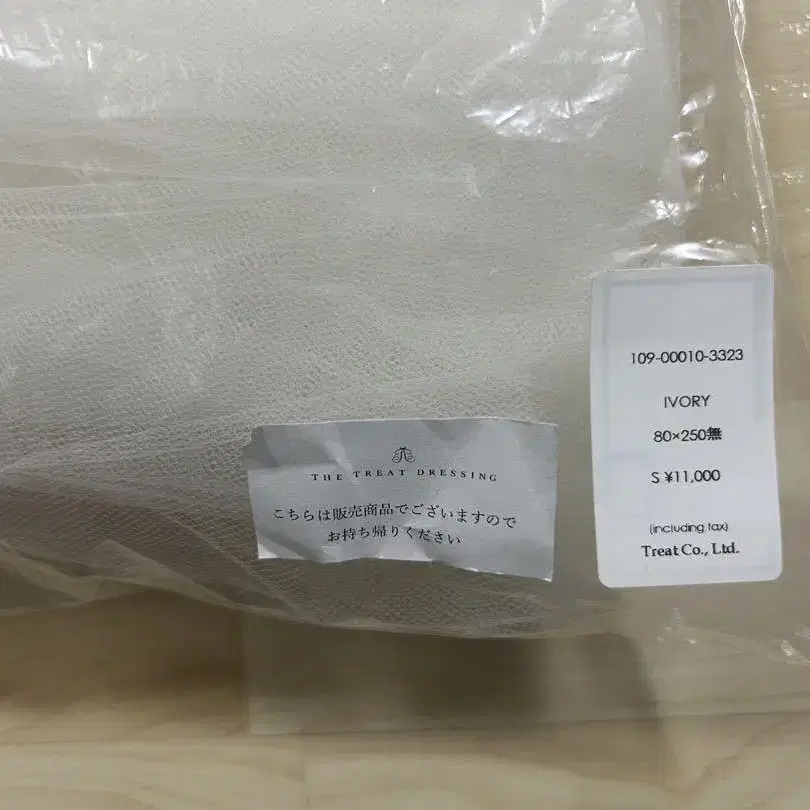 THE TREAT DRESSING
こちらは販売商品でございますので
お持ち帰りください
109-00010-3323
IVORY
80×250無
S ¥11,000
(including tax)
Treat Co., Ltd.